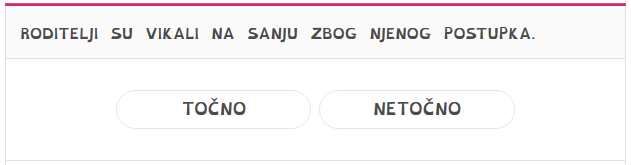 RODITELJI SU VIKALI NA SANJU ZBOG NJENOG POSTUPKA.
TOČNO
NETOČNO